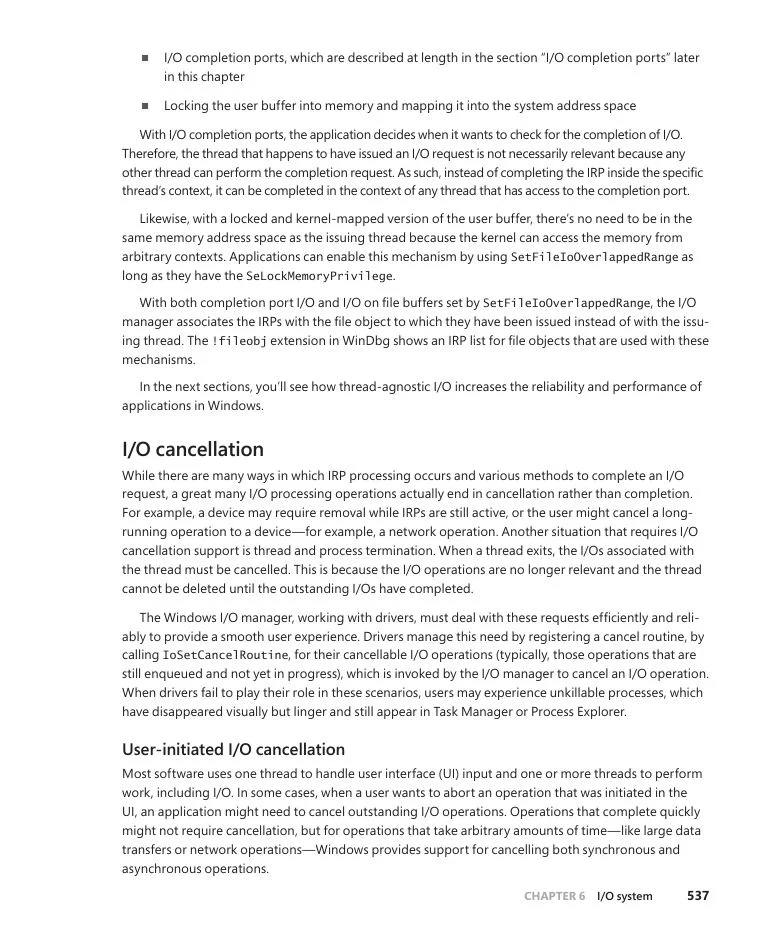 ■ I/O completion ports, which are described at length in the section “I/O completion ports” later
in this chapter
■ Locking the user buffer into memory and mapping it into the system address space
With I/O completion ports, the application decides when it wants to check for the completion of I/O.
Therefore, the thread that happens to have issued an I/O request is not necessarily relevant because any
other thread can perform the completion request. As such, instead of completing the IRP inside the specific
thread’s context, it can be completed in the context of any thread that has access to the completion port.
Likewise, with a locked and kernel-mapped version of the user buffer, there’s no need to be in the
same memory address space as the issuing thread because the kernel can access the memory from
arbitrary contexts. Applications can enable this mechanism by using SetFileIoOverlappedRange as
long as they have the SeLockMemoryPrivilege.
With both completion port I/O and I/O on file buffers set by SetFileIoOverlappedRange, the I/O
manager associates the IRPs with the file object to which they have been issued instead of with the issu-
ing thread. The !fileobj extension in WinDbg shows an IRP list for file objects that are used with these
mechanisms.
In the next sections, you’ll see how thread-agnostic I/O increases the reliability and performance of
applications in Windows.
I/O cancellation
While there are many ways in which IRP processing occurs and various methods to complete an I/O
request, a great many I/O processing operations actually end in cancellation rather than completion.
For example, a device may require removal while IRPs are still active, or the user might cancel a long-
running operation to a device—for example, a network operation. Another situation that requires I/O
cancellation support is thread and process termination. When a thread exits, the I/Os associated with
the thread must be cancelled. This is because the I/O operations are no longer relevant and the thread
cannot be deleted until the outstanding I/Os have completed.
The Windows I/O manager, working with drivers, must deal with these requests efficiently and reli-
ably to provide a smooth user experience. Drivers manage this need by registering a cancel routine, by
calling IoSetCancelRoutine, for their cancellable I/O operations (typically, those operations that are
still enqueued and not yet in progress), which is invoked by the I/O manager to cancel an I/O operation.
When drivers fail to play their role in these scenarios, users may experience unkillable processes, which
have disappeared visually but linger and still appear in Task Manager or Process Explorer.
User-initiated I/O cancellation
Most software uses one thread to handle user interface (UI) input and one or more threads to perform
work, including I/O. In some cases, when a user wants to abort an operation that was initiated in the
UI, an application might need to cancel outstanding I/O operations. Operations that complete quickly
might not require cancellation, but for operations that take arbitrary amounts of time—like large data
transfers or network operations—Windows provides support for cancelling both synchronous and
asynchronous operations.
CHAPTER 6 I/O system 537